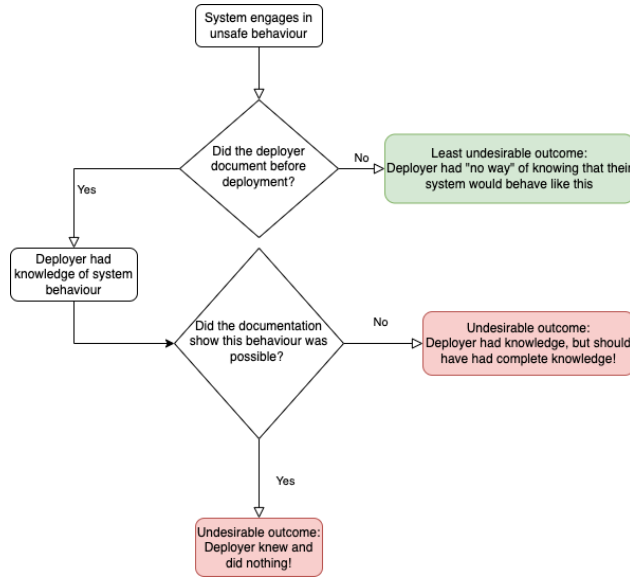 System engages in
unsafe behaviour
Did the deployer
document before
deployment?
No
Least undesirable outcome:
Deployer had "no way" of knowing that their
system would behave like this
Yes
Deployer had
knowledge of system
behaviour
Did the documentation
show this behaviour was
possible?
No
Undesirable outcome:
Deployer had knowledge, but should
have had complete knowledge!
Yes
Undesirable outcome:
Deployer knew and
did nothing!